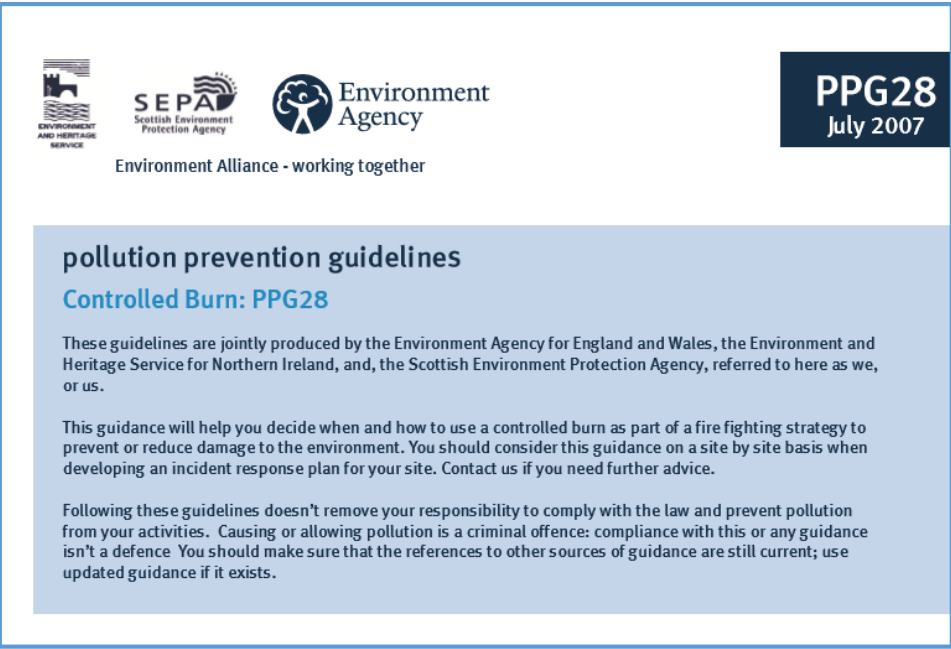 ENVIRONMENT
AND HERITAGE
SERVICE
SEPA
Scottish Environment
Protection Agency
Environment
Agency
PPG28
July 2007
Environment Alliance - working together
pollution prevention guidelines
Controlled Burn: PPG28
These guidelines are jointly produced by the Environment Agency for England and Wales, the Environment and
Heritage Service for Northern Ireland, and, the Scottish Environment Protection Agency, referred to here as we,
or us.
This guidance will help you decide when and how to use a controlled burn as part of a fire fighting strategy to
prevent or reduce damage to the environment. You should consider this guidance on a site by site basis when
developing an incident response plan for your site. Contact us if you need further advice.
Following these guidelines doesn't remove your responsibility to comply with the law and prevent pollution
from your activities. Causing or allowing pollution is a criminal offence: compliance with this or any guidance
isn't a defence You should make sure that the references to other sources of guidance are still current; use
updated guidance if it exists.